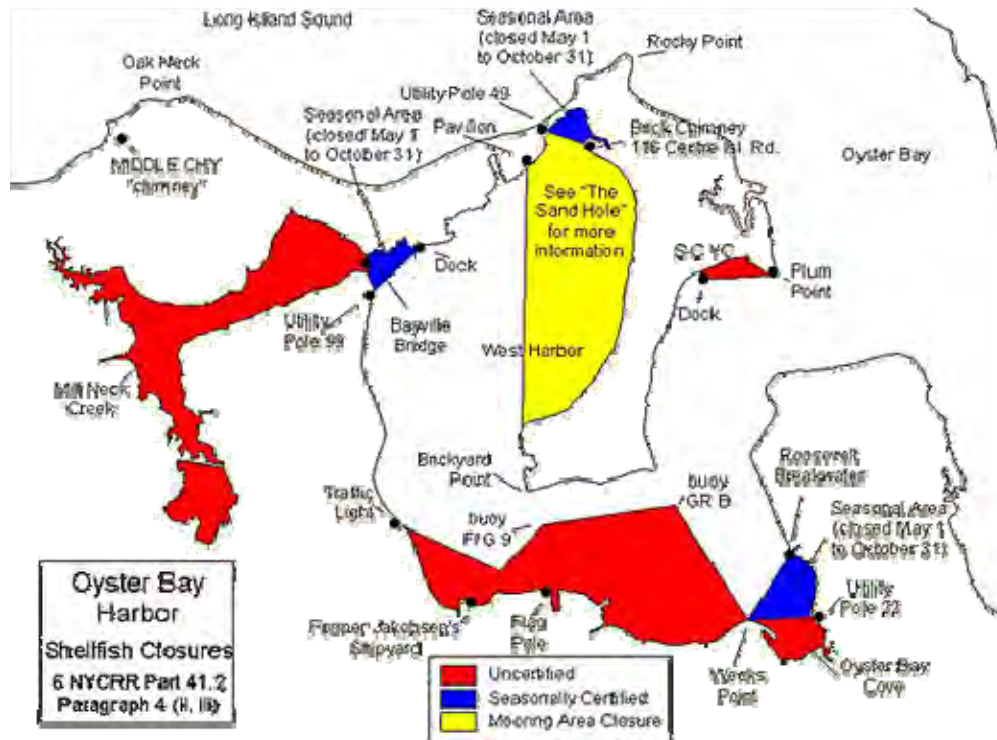 Long Island Sound
Seasonal Area
(closed May 1
to October 31)
Rocky Point
Oak Neck
Point
Utility Pole 49
Seasonal Area
(closed May 1
to October 31)
Pavilion
Brick Chimney
116 Centre Isl. Rd.
Oyster Bay
MIDDLE CHY
"chimney"
See "The
Sand Hole"
for more
information
S C YC
Dock
Plum
Point
Dock
Utility
Pole 99
Bayville
Bridge
West Harbor
Mill Neck
Creek
Brickyard
Point
Roosevelt
Breakwater
buoy
GR B
Traffic
Light
buoy
Seasonal Area
(closed May 1
to October 31)
Oyster Bay
Harbor
Shellfish Closures
6 NYCRR Part 41.2
Paragraph 4 (ii, iii)
Utility
Pole 22
Jakobsen's
Shipyard
Flag
Pole
Weeks
Point
Oyster Bay
Cove
Uncertified
Seasonally Certified
Mooring Area Closure